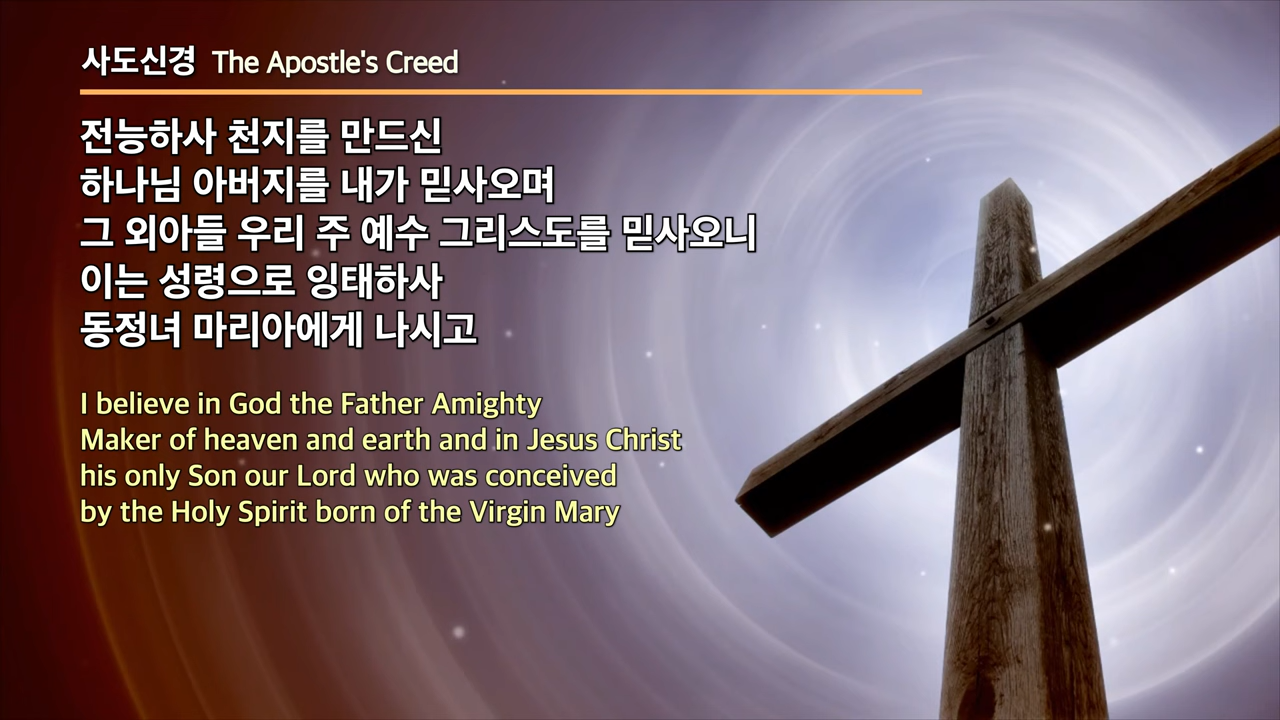 사도신경 The Apostle's Creed
전능하사 천지를 만드신
하나님 아버지를 내가 믿사오며
그 외아들 우리 주 예수 그리스도를 믿사오니
이는 성령으로 잉태하사
동정녀 마리아에게 나시고
I believe in God the Father Amighty
Maker of heaven and earth and in Jesus Christ
his only Son our Lord who was conceived
by the Holy Spirit born of the Virgin Mary